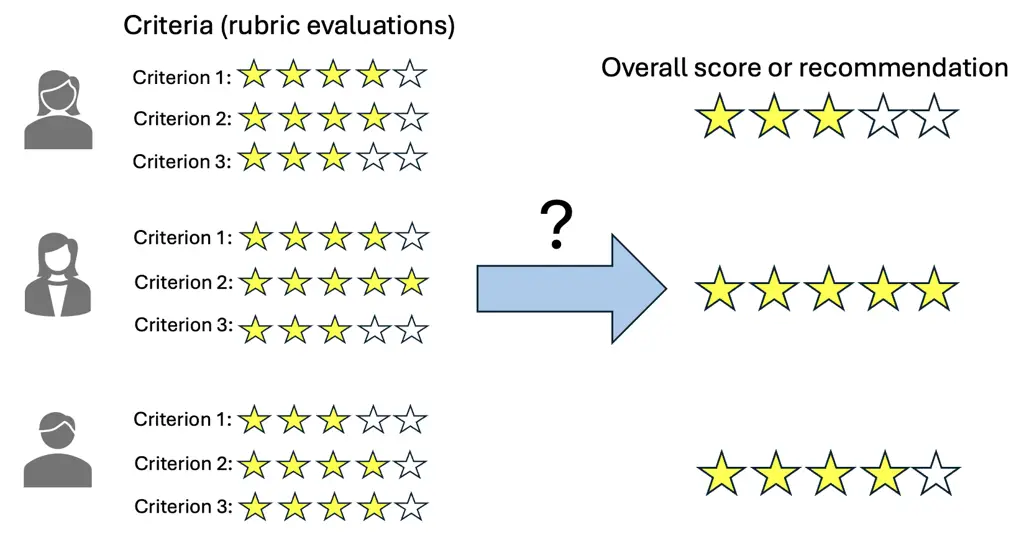 Criteria (rubric evaluations)
Criterion 1:
Criterion 2:
Criterion 3:
Overall score or recommendation
Criterion 1:
Criterion 2:
Criterion 3:
?
Criterion 1:
Criterion 2:
Criterion 3: